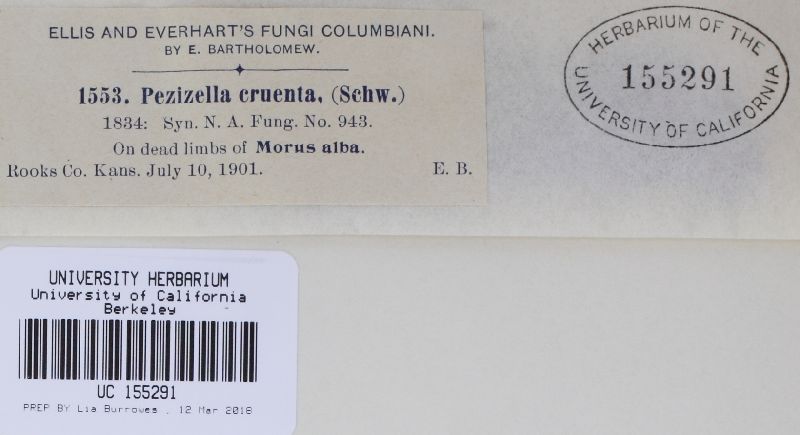 ELLIS AND EVERHART'S FUNGI COLUMBIANI.
BY E. BARTHOLOMEW.
1553. Pezizella cruenta, (Schw.)
1834: Syn. N. A. Fung. No. 943.
On dead limbs of Morus alba.
Rooks Co. Kans. July 10, 1901. E. B.
HERBARIUM OF THE
155291
UNIVERSITY OF CALIFORNIA
UNIVERSITY HERBARIUM
University of California
Berkeley
UC 155291
PREP BY Lia Burrowes . 12 Mar 2018